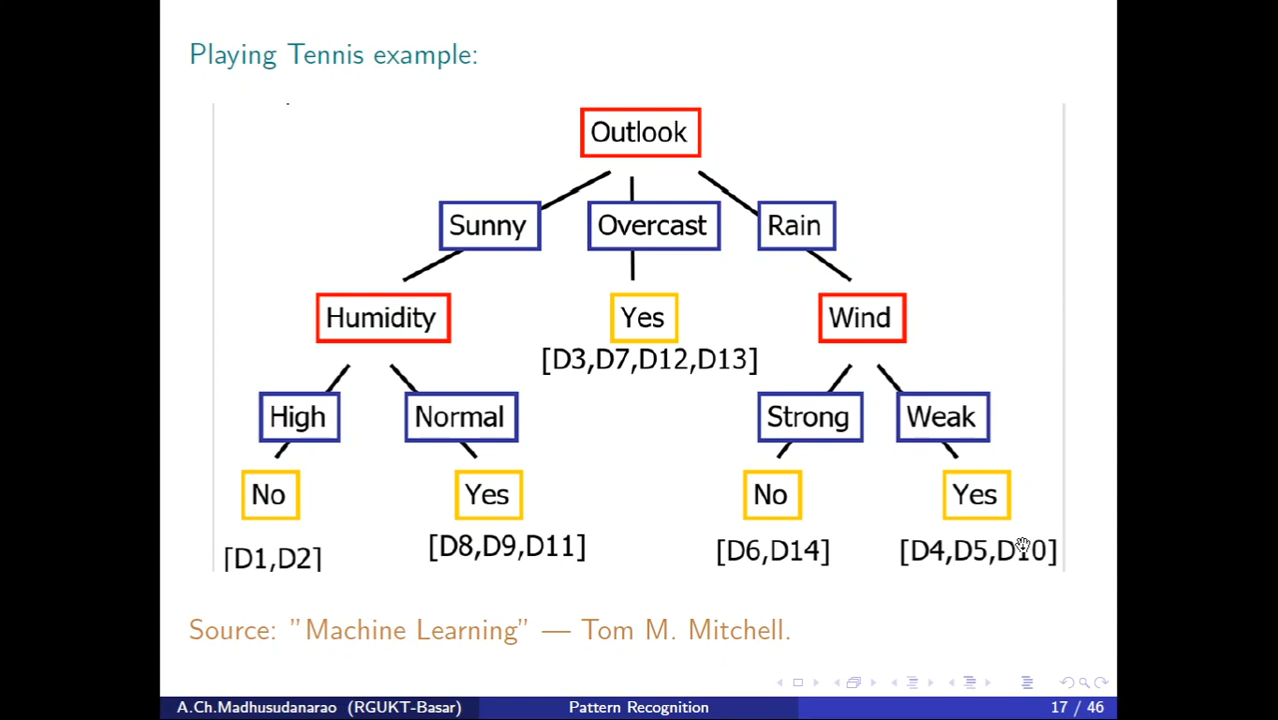 Playing Tennis example:
Outlook
Sunny Overcast Rain
Humidity Yes Wind
[D3,D7,D12,D13]
High Normal Strong Weak
No Yes No Yes
[D1,D2] [D8,D9,D11] [D6,D14] [D4,D5,D10]
Source: "Machine Learning" — Tom M. Mitchell.
A.Ch.Madhusudanarao (RGUKT-Basar) Pattern Recognition 17 / 46